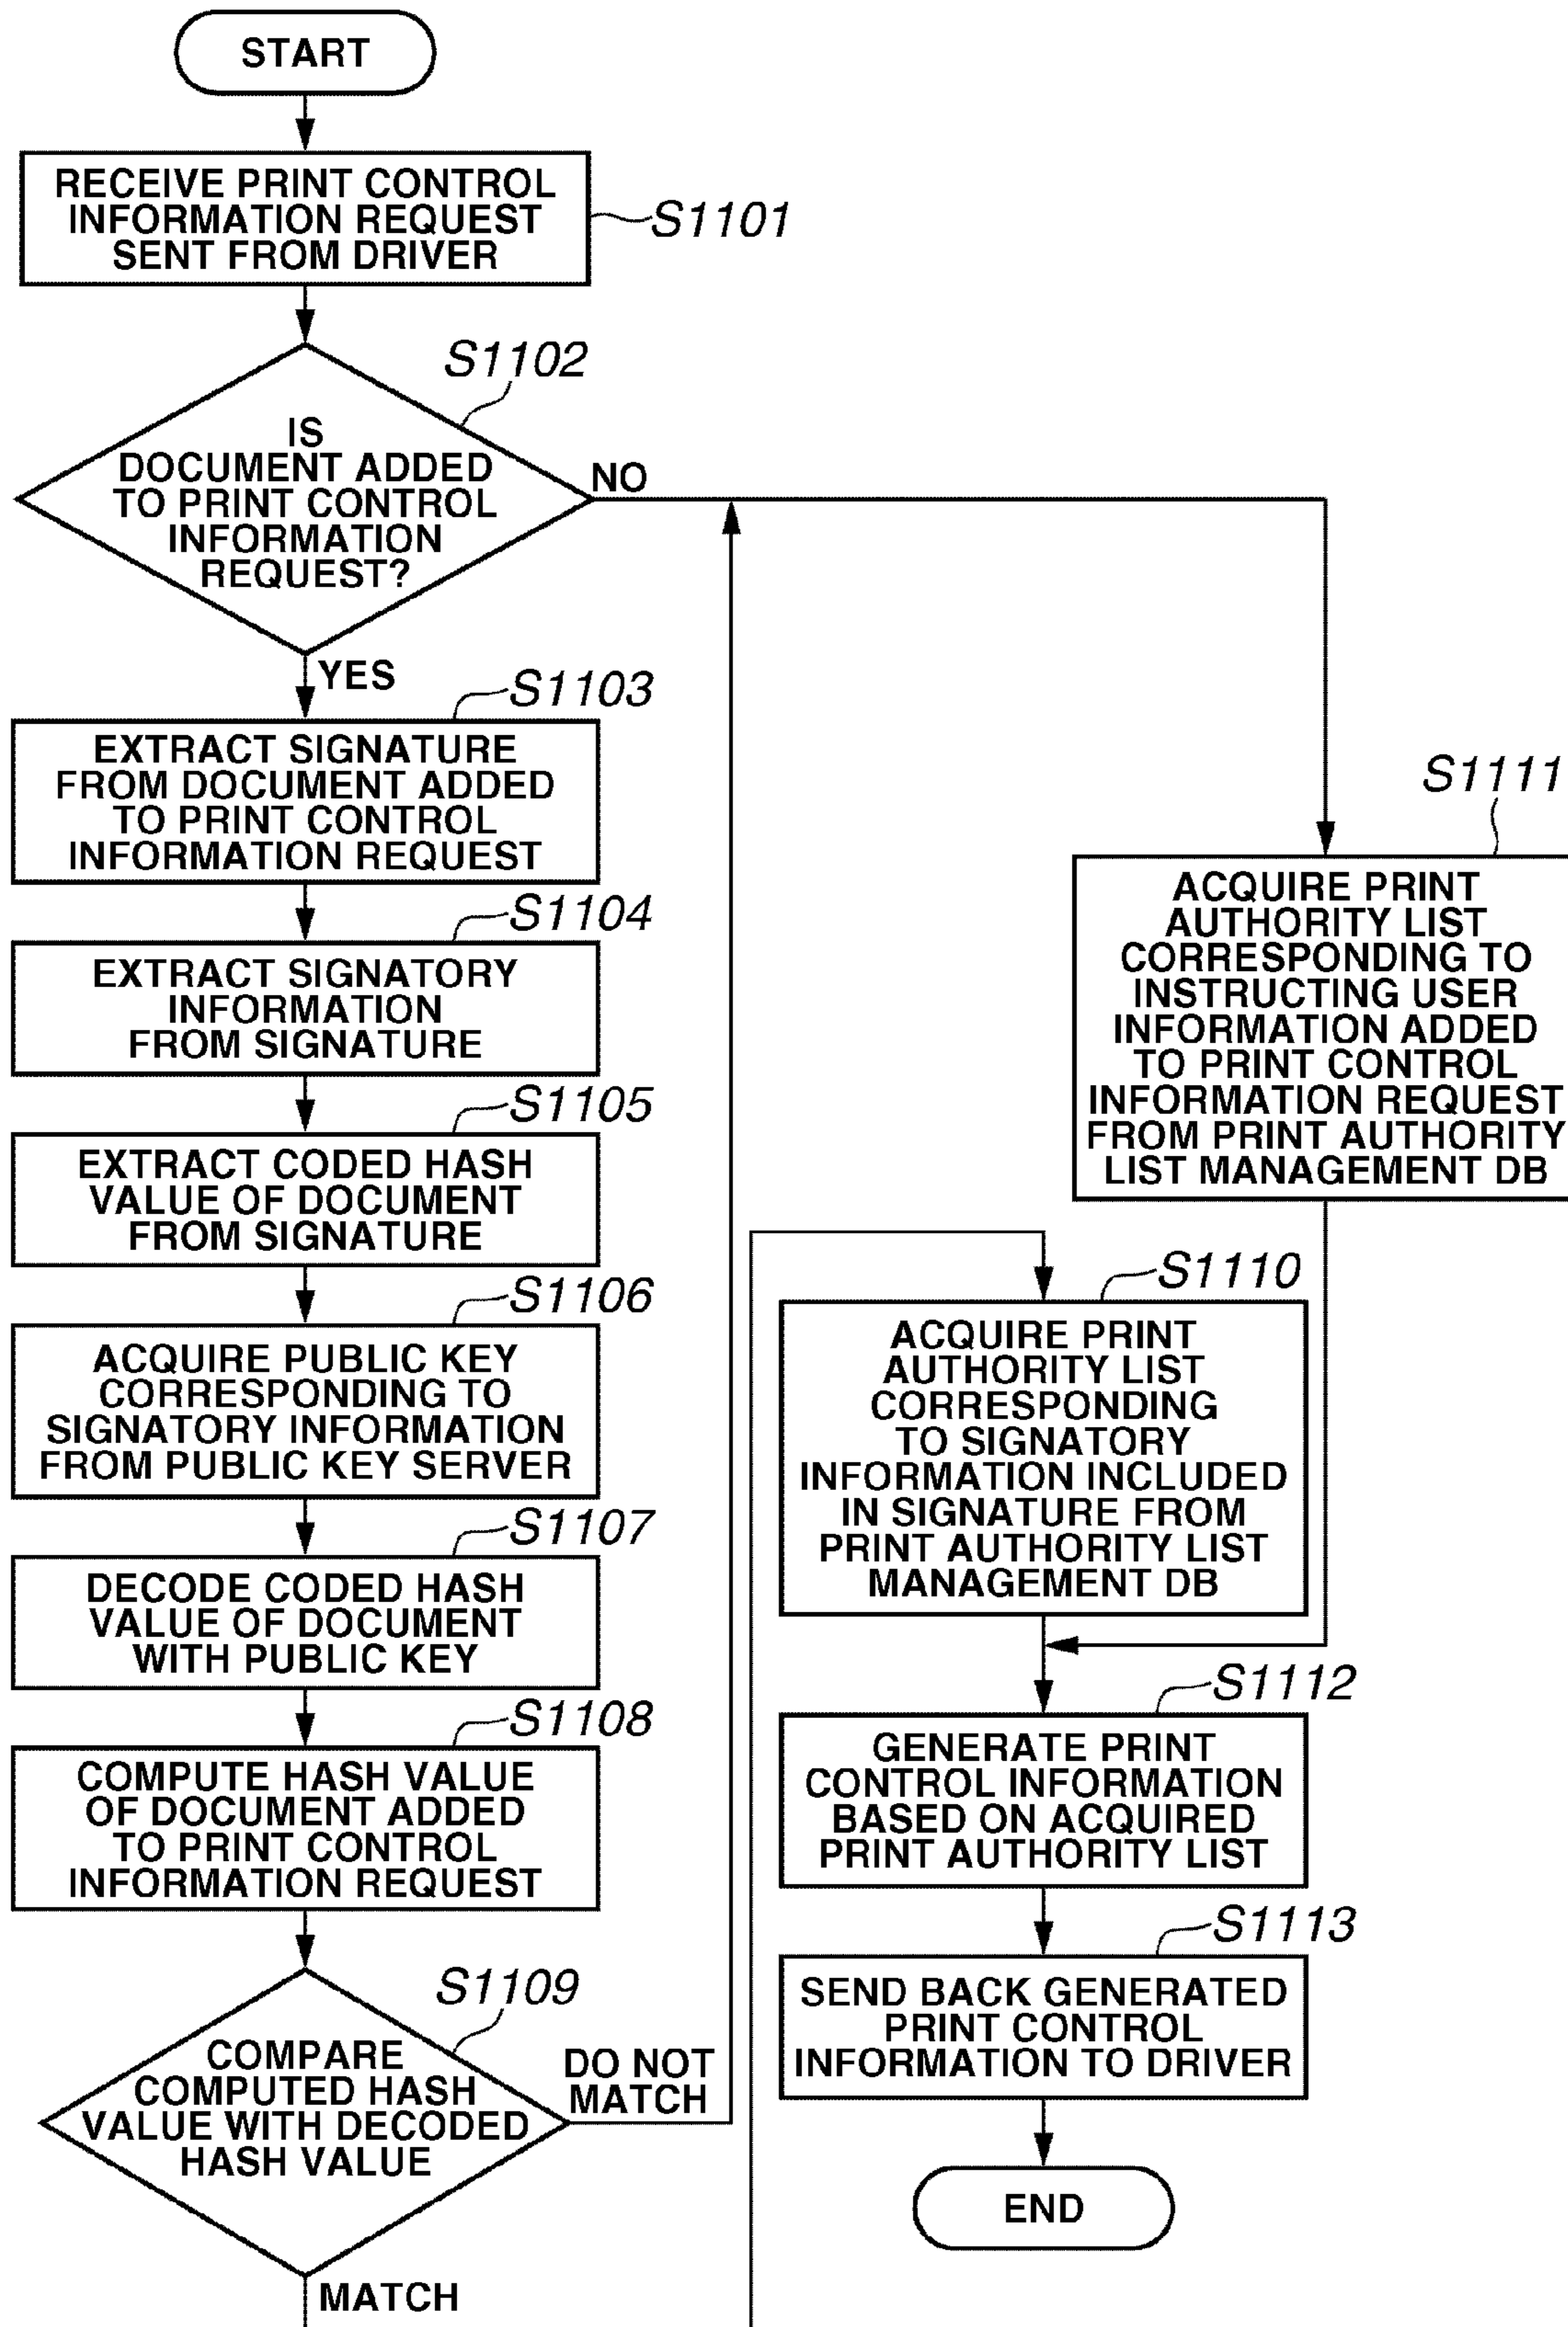 START
RECEIVE PRINT CONTROL
INFORMATION REQUEST
SENT FROM DRIVER
S1101
S1102
IS
DOCUMENT ADDED
TO PRINT CONTROL
INFORMATION
REQUEST?
NO
YES
S1103
EXTRACT SIGNATURE
FROM DOCUMENT ADDED
TO PRINT CONTROL
INFORMATION REQUEST
S1104
EXTRACT SIGNATORY
INFORMATION
FROM SIGNATURE
S1105
EXTRACT CODED HASH
VALUE OF DOCUMENT
FROM SIGNATURE
S1106
ACQUIRE PUBLIC KEY
CORRESPONDING TO
SIGNATORY INFORMATION
FROM PUBLIC KEY SERVER
S1107
DECODE CODED HASH
VALUE OF DOCUMENT
WITH PUBLIC KEY
S1108
COMPUTE HASH VALUE
OF DOCUMENT ADDED
TO PRINT CONTROL
INFORMATION REQUEST
S1109
COMPARE
COMPUTED HASH
VALUE WITH DECODED
HASH VALUE
DO NOT
MATCH
MATCH
S1111
ACQUIRE PRINT
AUTHORITY LIST
CORRESPONDING TO
INSTRUCTING USER
INFORMATION ADDED
TO PRINT CONTROL
INFORMATION REQUEST
FROM PRINT AUTHORITY
LIST MANAGEMENT DB
S1110
ACQUIRE PRINT
AUTHORITY LIST
CORRESPONDING
TO SIGNATORY
INFORMATION INCLUDED
IN SIGNATURE FROM
PRINT AUTHORITY LIST
MANAGEMENT DB
S1112
GENERATE PRINT
CONTROL INFORMATION
BASED ON ACQUIRED
PRINT AUTHORITY LIST
S1113
SEND BACK GENERATED
PRINT CONTROL
INFORMATION TO DRIVER
END